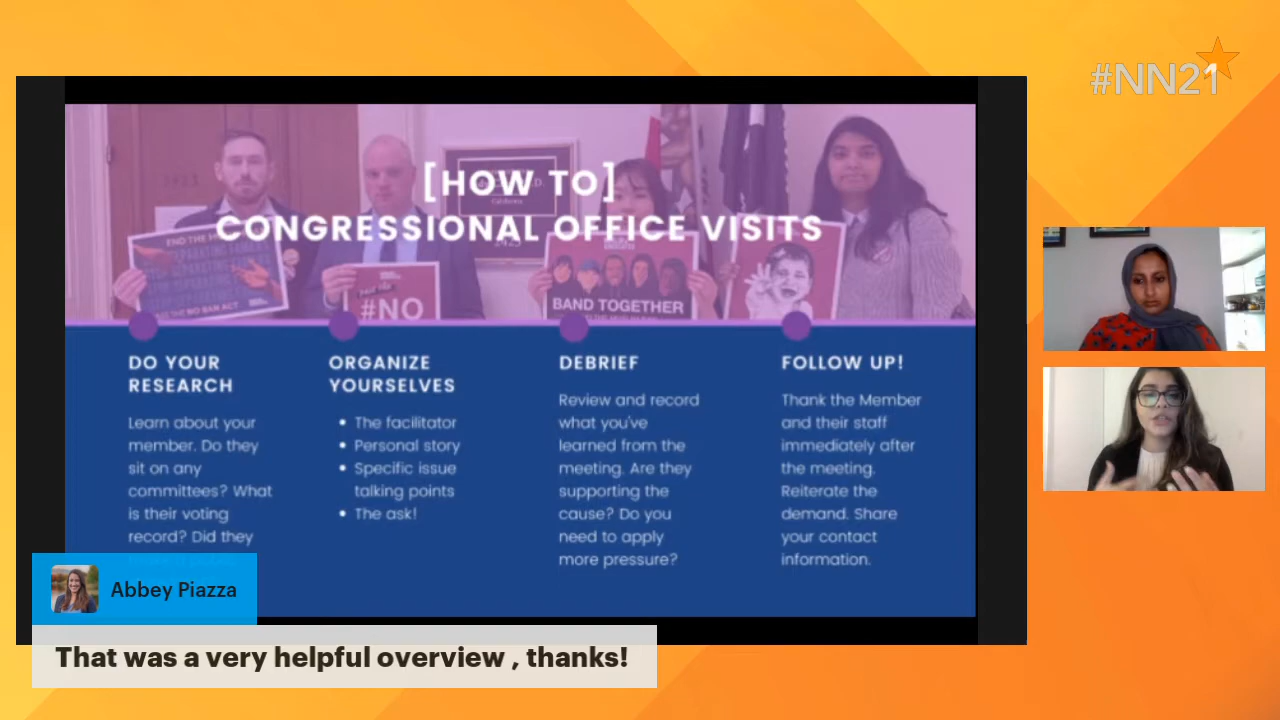 #NN21
[HOW TO]
CONGRESSIONAL OFFICE VISITS
END THE
#NO
BAND TOGETHER
DO YOUR
RESEARCH
Learn about your
member. Do they
sit on any
committees? What
is their voting
record? Did they
ORGANIZE
YOURSELVES
• The facilitator
• Personal story
• Specific issue
talking points
• The ask!
DEBRIEF
Review and record
what you've
learned from the
meeting. Are they
supporting the
cause? Do you
need to apply
more pressure?
FOLLOW UP!
Thank the Member
and their staff
immediately after
the meeting.
Reiterate the
demand. Share
your contact
information.
Abbey Piazza
That was a very helpful overview , thanks!